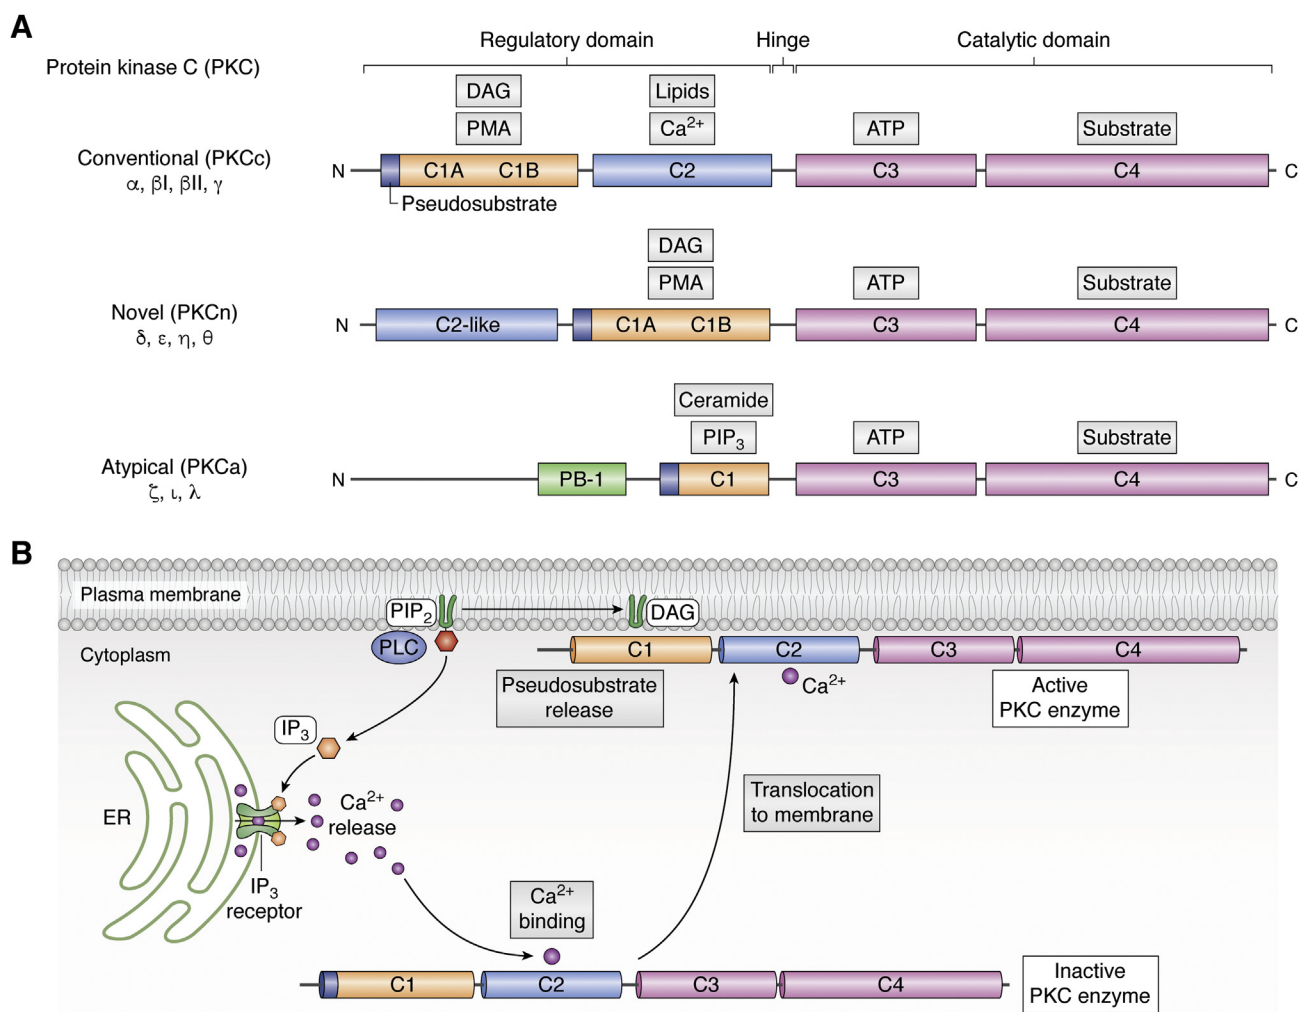 A
Regulatory domain
Hinge
Catalytic domain
Protein kinase C (PKC)
DAG
Lipids
PMA
Ca²⁺
ATP
Substrate
Conventional (PKCc)
α, βI, βII, γ
N
C1A
C1B
C2
C3
C4
C
Pseudosubstrate
DAG
PMA
ATP
Substrate
Novel (PKCn)
δ, ε, η, θ
N
C2-like
C1A
C1B
C3
C4
C
Ceramide
PIP₃
ATP
Substrate
Atypical (PKCa)
ζ, ι, λ
N
PB-1
C1
C3
C4
C
B
Plasma membrane
PIP₂
DAG
PLC
Cytoplasm
C1
C2
C3
C4
Pseudosubstrate
release
Ca²⁺
Active
PKC enzyme
IP₃
Translocation
to membrane
ER
Ca²⁺
release
IP₃
receptor
Ca²⁺
binding
C1
C2
C3
C4
Inactive
PKC enzyme